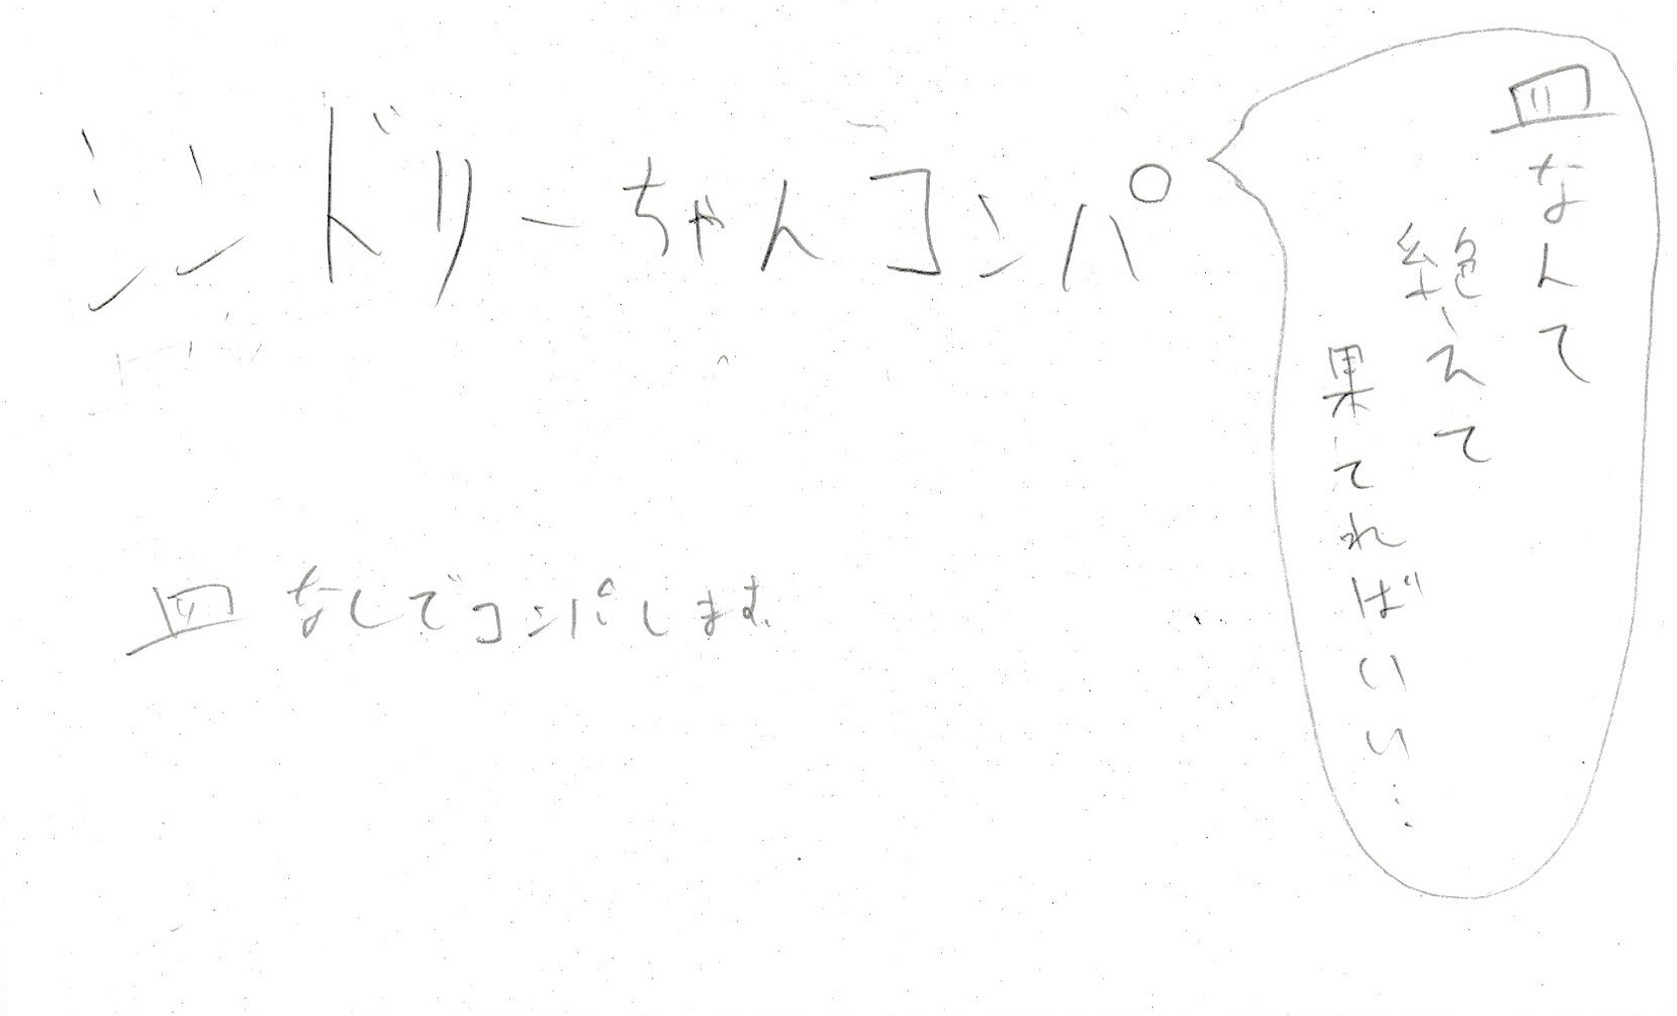 シンドリーちゃんコンパ
皿なんて
絶えて
果てればいい…
皿なしでコンパします。